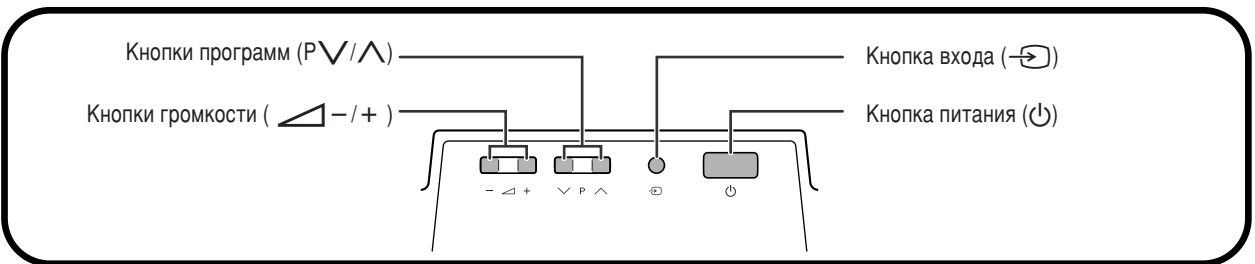 Кнопки программ (P∨/∧)
Кнопка входа ()
Кнопки громкости ( −/+ )
Кнопка питания (⏻)
− + ∨ P ∧ ⏻